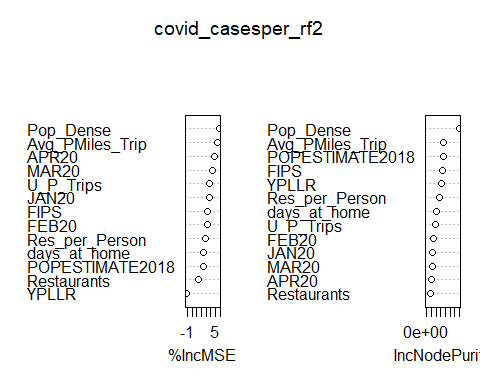 covid_casesper_rf2
Pop_Dense
Avg_PMiles_Trip
APR20
MAR20
U_P_Trips
JAN20
FIPS
FEB20
Res_per_Person
days_at_home
POPESTIMATE2018
Restaurants
YPLLR
-1 5
%IncMSE
Pop_Dense
Avg_PMiles_Trip
POPESTIMATE2018
FIPS
YPLLR
Res_per_Person
days_at_home
U_P_Trips
FEB20
JAN20
MAR20
APR20
Restaurants
0e+00
IncNodePurit